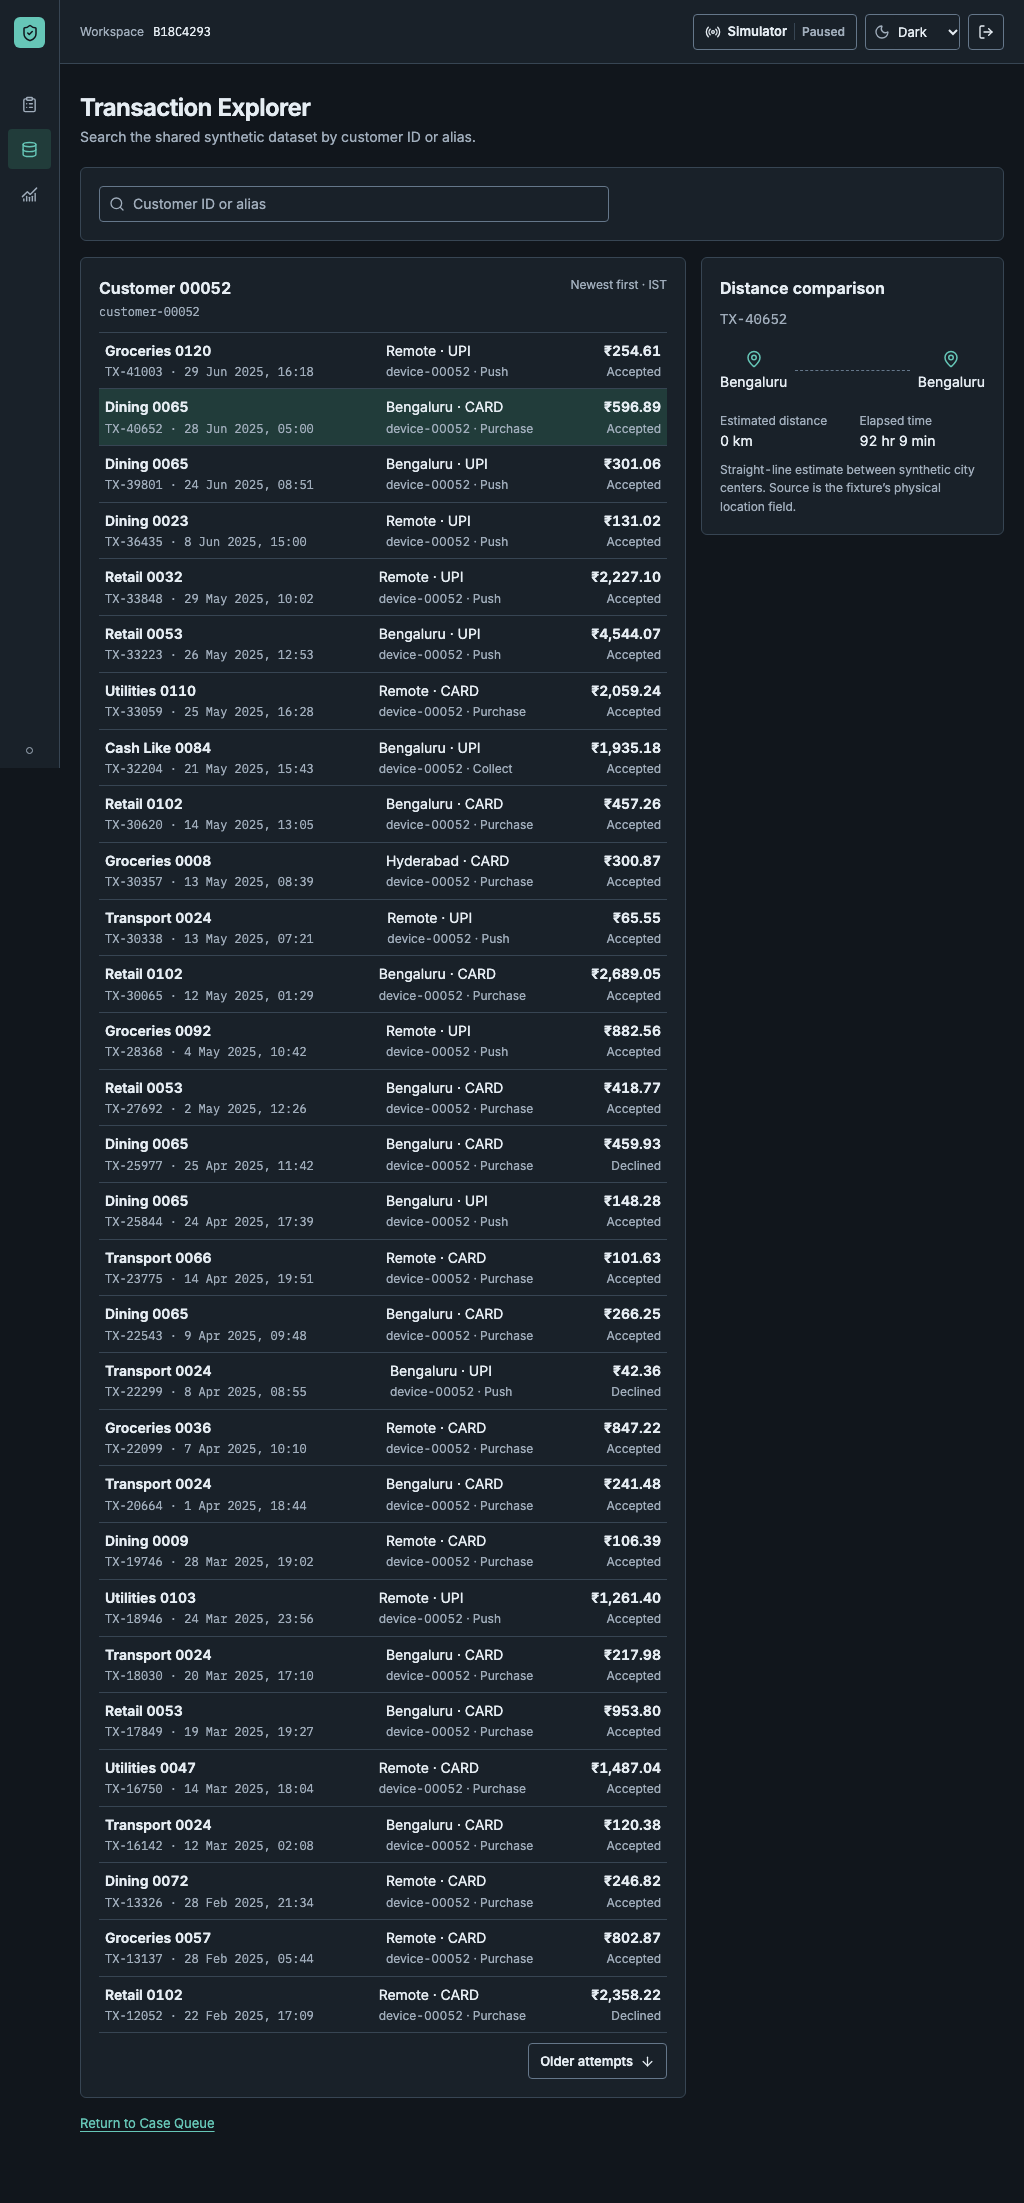 Workspace B18C4293
Simulator Paused
Dark
Transaction Explorer
Search the shared synthetic dataset by customer ID or alias.
Customer ID or alias
Customer 00052
Newest first · IST
customer-00052
Groceries 0120 Remote · UPI ₹254.61
TX-41003 · 29 Jun 2025, 16:18 device-00052 · Push Accepted
Dining 0065 Bengaluru · CARD ₹596.89
TX-40652 · 28 Jun 2025, 05:00 device-00052 · Purchase Accepted
Dining 0065 Bengaluru · UPI ₹301.06
TX-39801 · 24 Jun 2025, 08:51 device-00052 · Push Accepted
Dining 0023 Remote · UPI ₹131.02
TX-36435 · 8 Jun 2025, 15:00 device-00052 · Push Accepted
Retail 0032 Remote · UPI ₹2,227.10
TX-33848 · 29 May 2025, 10:02 device-00052 · Push Accepted
Retail 0053 Bengaluru · UPI ₹4,544.07
TX-33223 · 26 May 2025, 12:53 device-00052 · Push Accepted
Utilities 0110 Remote · CARD ₹2,059.24
TX-33059 · 25 May 2025, 16:28 device-00052 · Purchase Accepted
Cash Like 0084 Bengaluru · UPI ₹1,935.18
TX-32204 · 21 May 2025, 15:43 device-00052 · Collect Accepted
Retail 0102 Bengaluru · CARD ₹457.26
TX-30620 · 14 May 2025, 13:05 device-00052 · Purchase Accepted
Groceries 0008 Hyderabad · CARD ₹300.87
TX-30357 · 13 May 2025, 08:39 device-00052 · Purchase Accepted
Transport 0024 Remote · UPI ₹65.55
TX-30338 · 13 May 2025, 07:21 device-00052 · Push Accepted
Retail 0102 Bengaluru · CARD ₹2,689.05
TX-30065 · 12 May 2025, 01:29 device-00052 · Purchase Accepted
Groceries 0092 Remote · UPI ₹882.56
TX-28368 · 4 May 2025, 10:42 device-00052 · Push Accepted
Retail 0053 Bengaluru · CARD ₹418.77
TX-27692 · 2 May 2025, 12:26 device-00052 · Purchase Accepted
Dining 0065 Bengaluru · CARD ₹459.93
TX-25977 · 25 Apr 2025, 11:42 device-00052 · Purchase Declined
Dining 0065 Bengaluru · UPI ₹148.28
TX-25844 · 24 Apr 2025, 17:39 device-00052 · Push Accepted
Transport 0066 Remote · CARD ₹101.63
TX-23775 · 14 Apr 2025, 19:51 device-00052 · Purchase Accepted
Dining 0065 Bengaluru · CARD ₹266.25
TX-22543 · 9 Apr 2025, 09:48 device-00052 · Purchase Accepted
Transport 0024 Bengaluru · UPI ₹42.36
TX-22299 · 8 Apr 2025, 08:55 device-00052 · Push Declined
Groceries 0036 Remote · CARD ₹847.22
TX-22099 · 7 Apr 2025, 10:10 device-00052 · Purchase Accepted
Transport 0024 Bengaluru · CARD ₹241.48
TX-20664 · 1 Apr 2025, 18:44 device-00052 · Purchase Accepted
Dining 0009 Remote · CARD ₹106.39
TX-19746 · 28 Mar 2025, 19:02 device-00052 · Purchase Accepted
Utilities 0103 Remote · UPI ₹1,261.40
TX-18946 · 24 Mar 2025, 23:56 device-00052 · Push Accepted
Transport 0024 Bengaluru · CARD ₹217.98
TX-18030 · 20 Mar 2025, 17:10 device-00052 · Purchase Accepted
Retail 0053 Bengaluru · CARD ₹953.80
TX-17849 · 19 Mar 2025, 19:27 device-00052 · Purchase Accepted
Utilities 0047 Remote · CARD ₹1,487.04
TX-16750 · 14 Mar 2025, 18:04 device-00052 · Purchase Accepted
Transport 0024 Bengaluru · CARD ₹120.38
TX-16142 · 12 Mar 2025, 02:08 device-00052 · Purchase Accepted
Dining 0072 Remote · CARD ₹246.82
TX-13326 · 28 Feb 2025, 21:34 device-00052 · Purchase Accepted
Groceries 0057 Remote · CARD ₹802.87
TX-13137 · 28 Feb 2025, 05:44 device-00052 · Purchase Accepted
Retail 0102 Remote · CARD ₹2,358.22
TX-12052 · 22 Feb 2025, 17:09 device-00052 · Purchase Declined
Older attempts
Distance comparison
TX-40652
Bengaluru Bengaluru
Estimated distance Elapsed time
0 km 92 hr 9 min
Straight-line estimate between synthetic city
centers. Source is the fixture's physical
location field.
Return to Case Queue